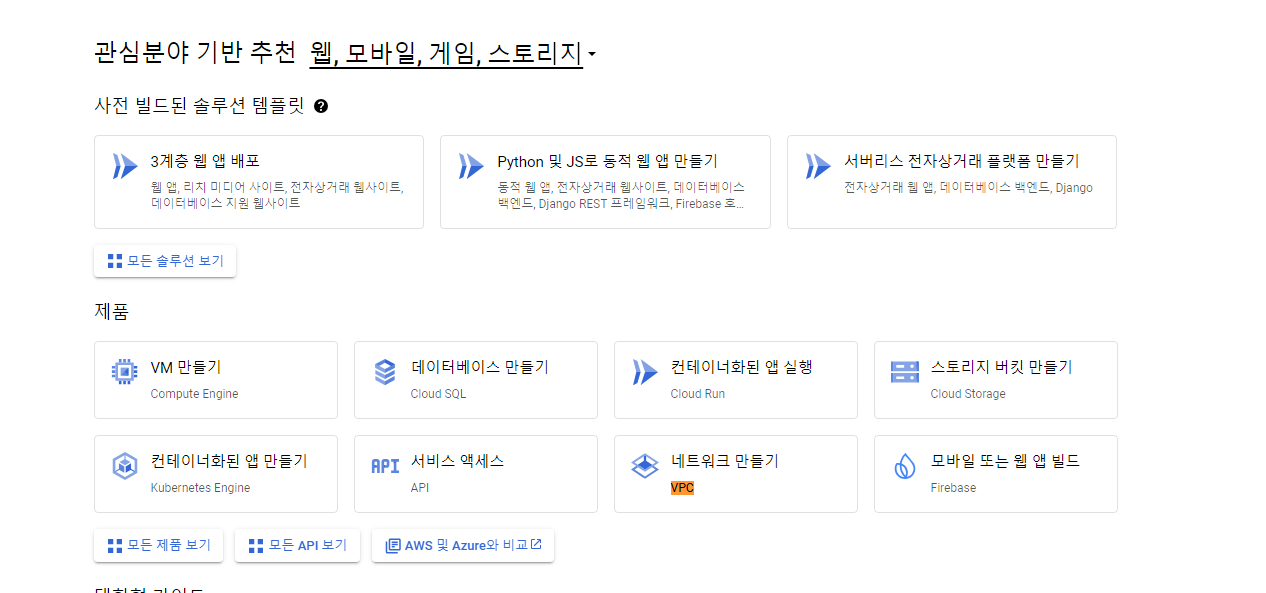 관심분야 기반 추천 웹, 모바일, 게임, 스토리지
사전 빌드된 솔루션 템플릿
3계층 웹 앱 배포
웹 앱, 리치 미디어 사이트, 전자상거래 웹사이트,
데이터베이스 지원 웹사이트
Python 및 JS로 동적 웹 앱 만들기
동적 웹 앱, 전자상거래 웹사이트, 데이터베이스
백엔드, Django REST 프레임워크, Firebase 호...
서버리스 전자상거래 플랫폼 만들기
전자상거래 웹 앱, 데이터베이스 백엔드, Django
모든 솔루션 보기
제품
VM 만들기
Compute Engine
데이터베이스 만들기
Cloud SQL
컨테이너화된 앱 실행
Cloud Run
스토리지 버킷 만들기
Cloud Storage
컨테이너화된 앱 만들기
Kubernetes Engine
API
서비스 액세스
API
네트워크 만들기
VPC
모바일 또는 웹 앱 빌드
Firebase
모든 제품 보기
모든 API 보기
AWS 및 Azure와 비교